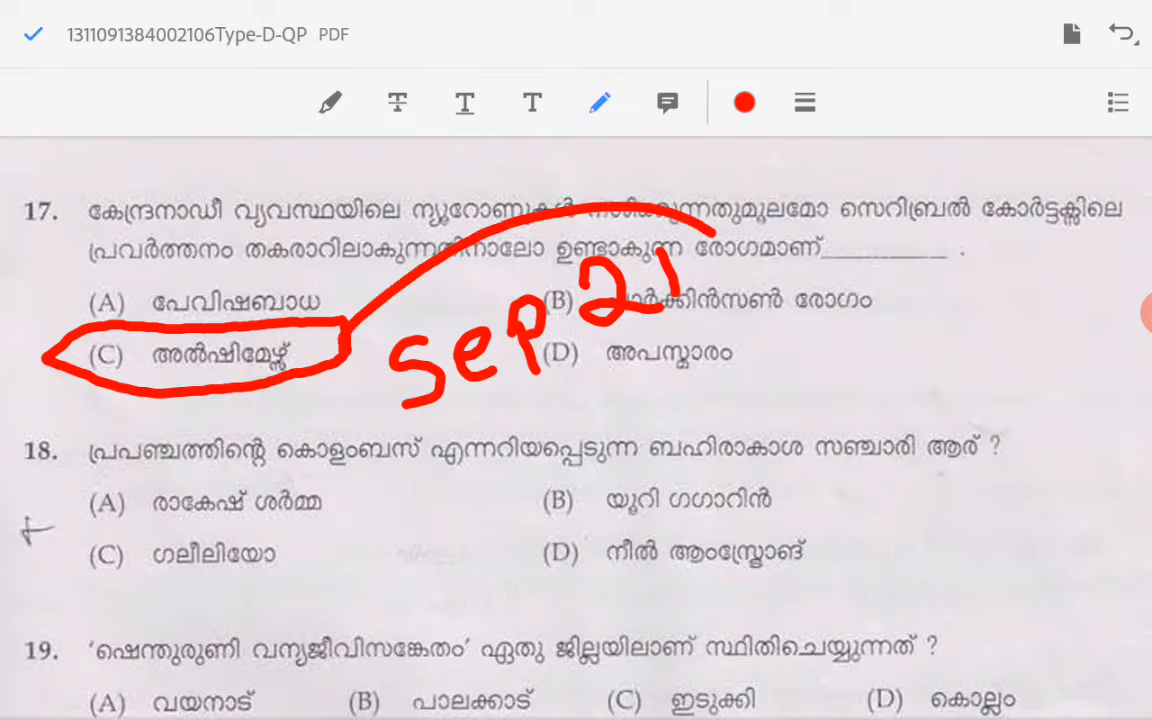 1311091384002106Type-D-QP PDF
17. കേന്ദ്രനാഡീ വ്യവസ്ഥയിലെ ന്യൂറോണുകൾ നശിക്കുന്നതുമൂലമോ സെറിബ്രൽ കോർട്ടക്സിലെ
പ്രവർത്തനം തകരാറിലാകുന്നതിനാലോ ഉണ്ടാകുന്ന രോഗമാണ്__________ .
(A) പേവിഷബാധ (B) പാർക്കിൻസൺ രോഗം
(C) അൽഷിമേഴ്സ് (D) അപസ്മാരം
sep 21
18. പ്രപഞ്ചത്തിന്റെ കൊളംബസ് എന്നറിയപ്പെടുന്ന ബഹിരാകാശ സഞ്ചാരി ആര് ?
(A) രാകേഷ് ശർമ്മ (B) യൂറി ഗഗാറിൻ
(C) ഗലീലിയോ (D) നീൽ ആംസ്ട്രോങ്
19. 'ഷെന്തുരുണി വന്യജീവിസങ്കേതം' ഏതു ജില്ലയിലാണ് സ്ഥിതിചെയ്യുന്നത് ?
(A) വയനാട് (B) പാലക്കാട് (C) ഇടുക്കി (D) കൊല്ലം